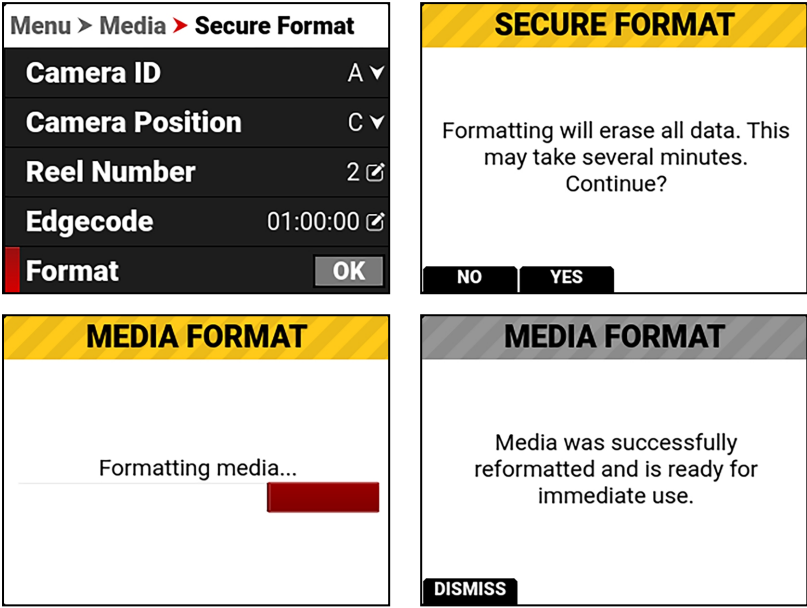 Menu > Media > Secure Format
Camera ID A
Camera Position C
Reel Number 2
Edgecode 01:00:00
Format OK
SECURE FORMAT
Formatting will erase all data. This
may take several minutes.
Continue?
NO YES
MEDIA FORMAT
Formatting media...
MEDIA FORMAT
Media was successfully
reformatted and is ready for
immediate use.
DISMISS